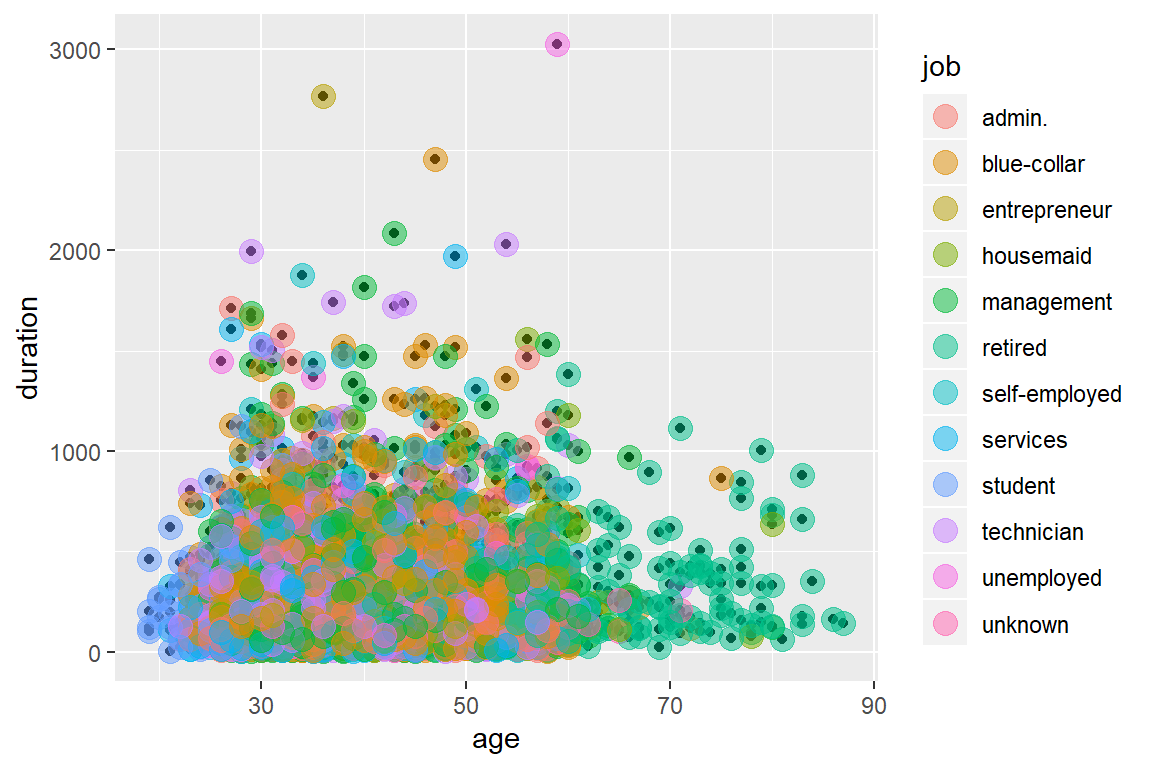 3000
2000
1000
0
duration
30
50
70
90
age
job
admin.
blue-collar
entrepreneur
housemaid
management
retired
self-employed
services
student
technician
unemployed
unknown